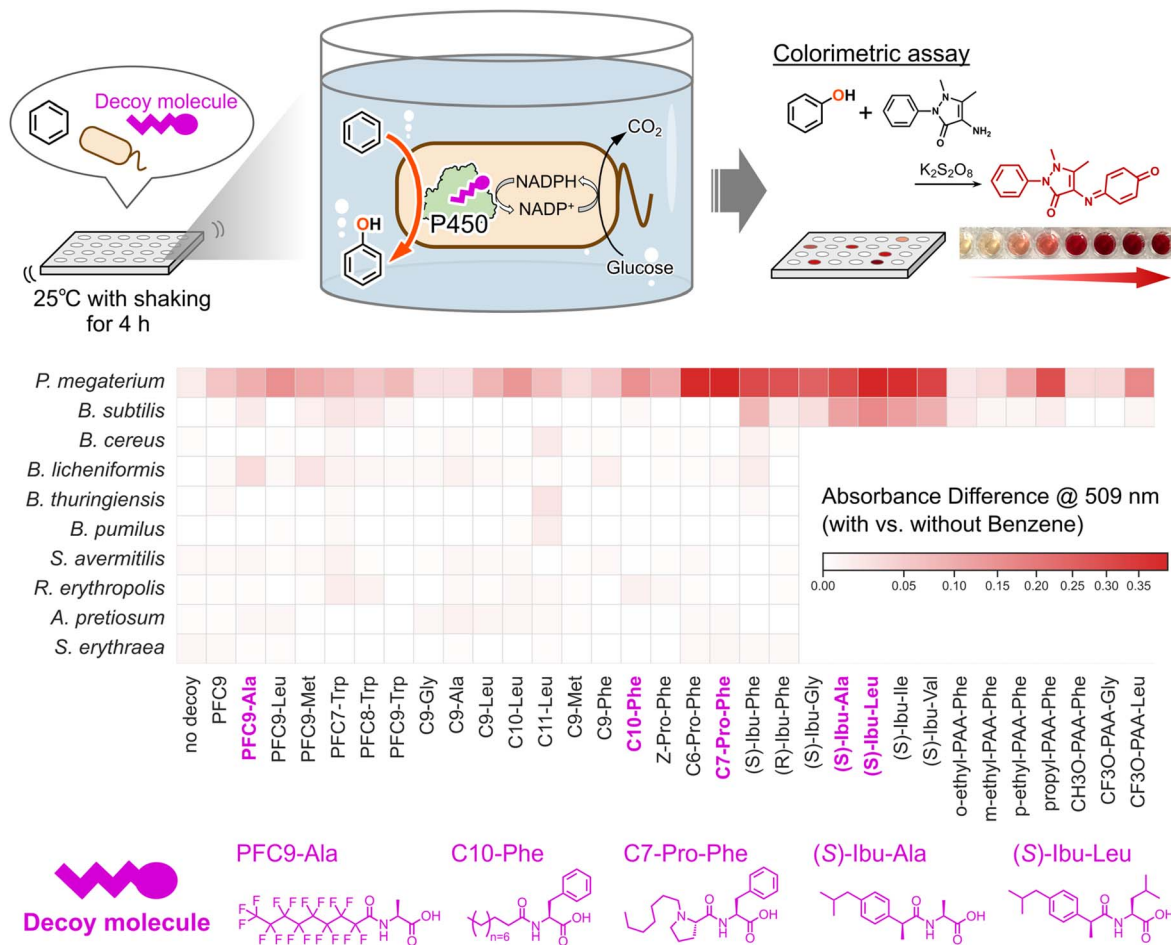 Decoy molecule
25℃ with shaking
for 4 h
OH
P450
NADPH
NADP⁺
CO₂
Glucose
Colorimetric assay
OH
+
N
N
O
NH₂
K₂S₂O₈
N
N
O
N
O
P. megaterium
B. subtilis
B. cereus
B. licheniformis
B. thuringiensis
B. pumilus
S. avermitilis
R. erythropolis
A. pretiosum
S. erythraea
Absorbance Difference @ 509 nm
(with vs. without Benzene)
0.00 0.05 0.10 0.15 0.20 0.25 0.30 0.35
no decoy
PFC9
PFC9-Ala
PFC9-Leu
PFC9-Met
PFC7-Trp
PFC8-Trp
PFC9-Trp
C9-Gly
C9-Ala
C9-Leu
C10-Leu
C11-Leu
C9-Met
C9-Phe
C10-Phe
Z-Pro-Phe
C6-Pro-Phe
C7-Pro-Phe
(S)-Ibu-Phe
(R)-Ibu-Phe
(S)-Ibu-Gly
(S)-Ibu-Ala
(S)-Ibu-Leu
(S)-Ibu-Ile
(S)-Ibu-Val
o-ethyl-PAA-Phe
m-ethyl-PAA-Phe
p-ethyl-PAA-Phe
propyl-PAA-Phe
CH3O-PAA-Phe
CF3O-PAA-Gly
CF3O-PAA-Leu
Decoy molecule
PFC9-Ala
F F F F F F F F F F F F F F F F F
O
N
H
O
OH
C10-Phe
n=6
O
N
H
O
OH
C7-Pro-Phe
N
O
N
H
O
OH
(S)-Ibu-Ala
O
N
H
O
OH
(S)-Ibu-Leu
O
N
H
O
OH